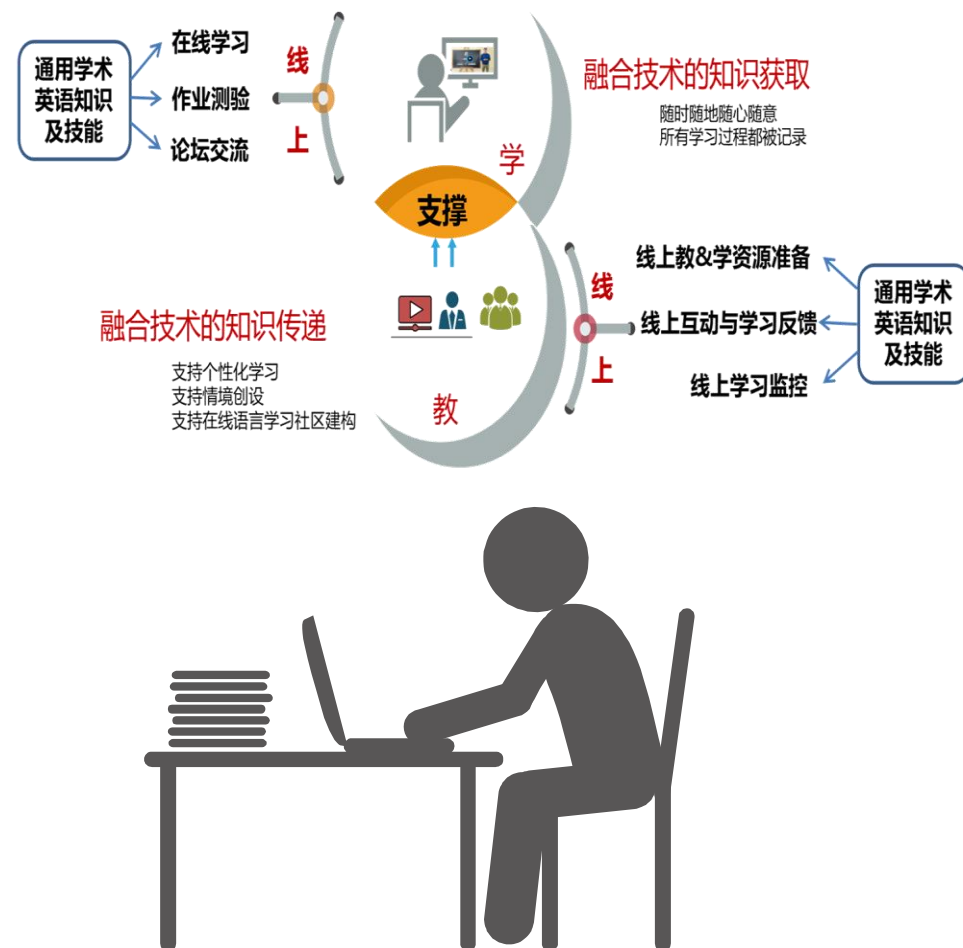 通用学术
英语知识
及技能
在线学习
作业测验
论坛交流
线
上
学
融合技术的知识获取
随时随地随心随意
所有学习过程都被记录
支撑
融合技术的知识传递
支持个性化学习
支持情境创设
支持在线语言学习社区建构
教
线
上
线上教&学资源准备
线上互动与学习反馈
线上学习监控
通用学术
英语知识
及技能